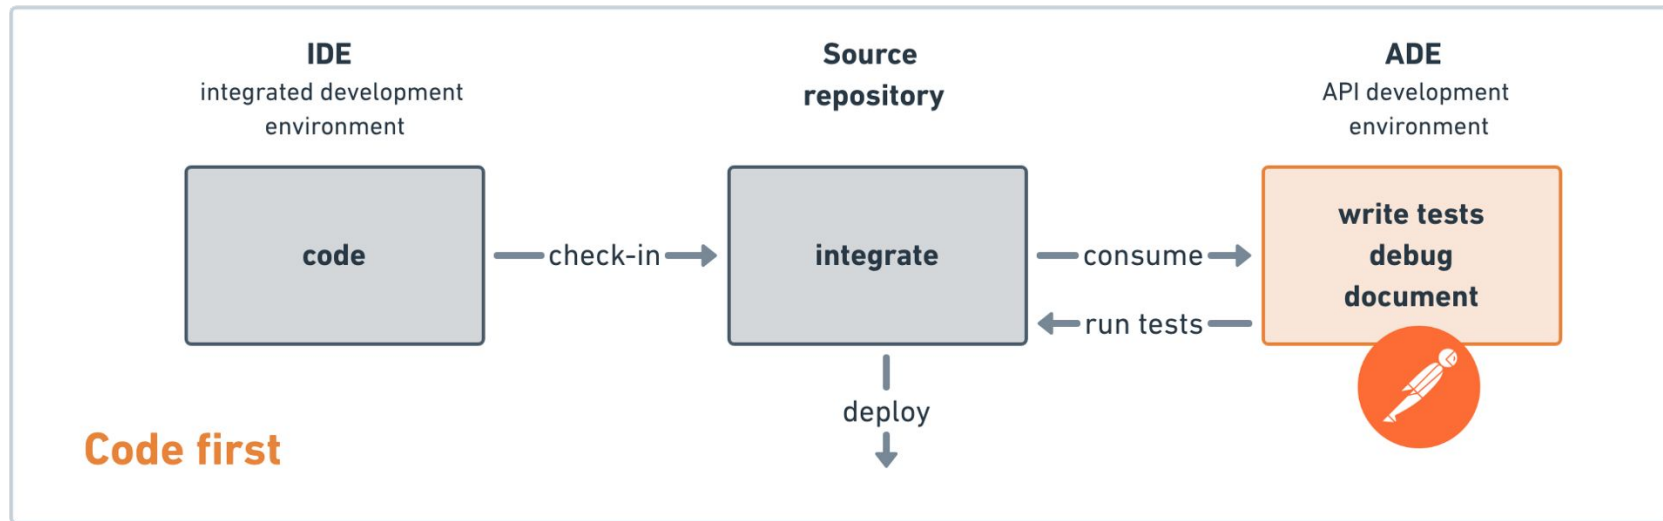 IDE
integrated development
environment
Source
repository
ADE
API development
environment
code
check-in
integrate
consume
run tests
write tests
debug
document
deploy
Code first